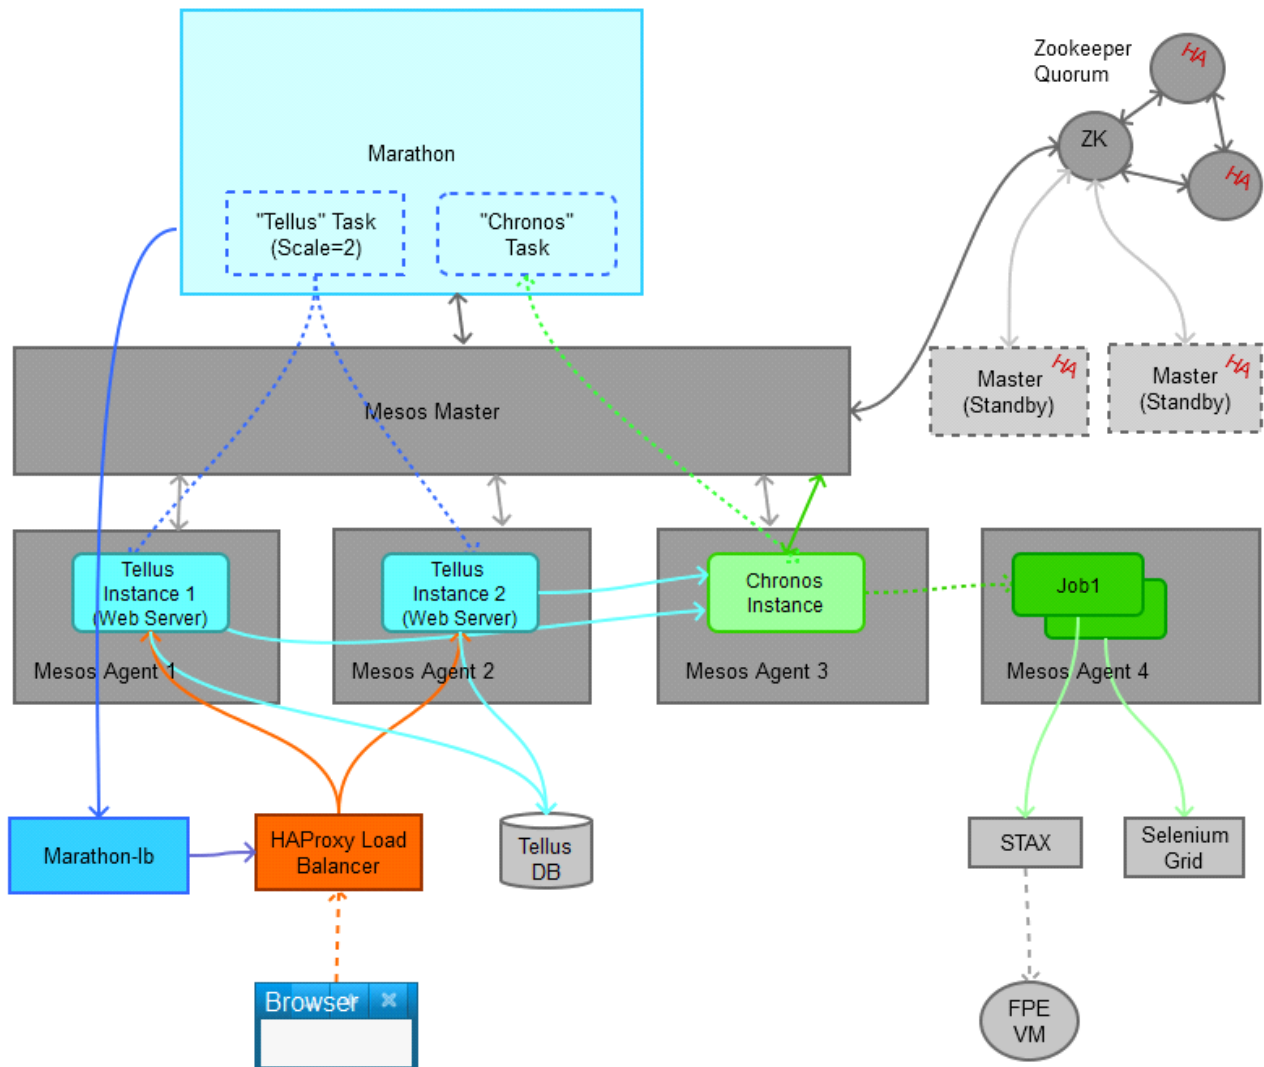 Zookeeper
Quorum
HA
ZK
HA
Marathon
"Tellus" Task
(Scale=2)
"Chronos"
Task
Mesos Master
Master
(Standby)
HA
Master
(Standby)
HA
Tellus
Instance 1
(Web Server)
Mesos Agent 1
Tellus
Instance 2
(Web Server)
Mesos Agent 2
Chronos
Instance
Mesos Agent 3
Job1
Mesos Agent 4
Marathon-lb
HAProxy Load
Balancer
Tellus
DB
STAX
Selenium
Grid
Browser
FPE
VM